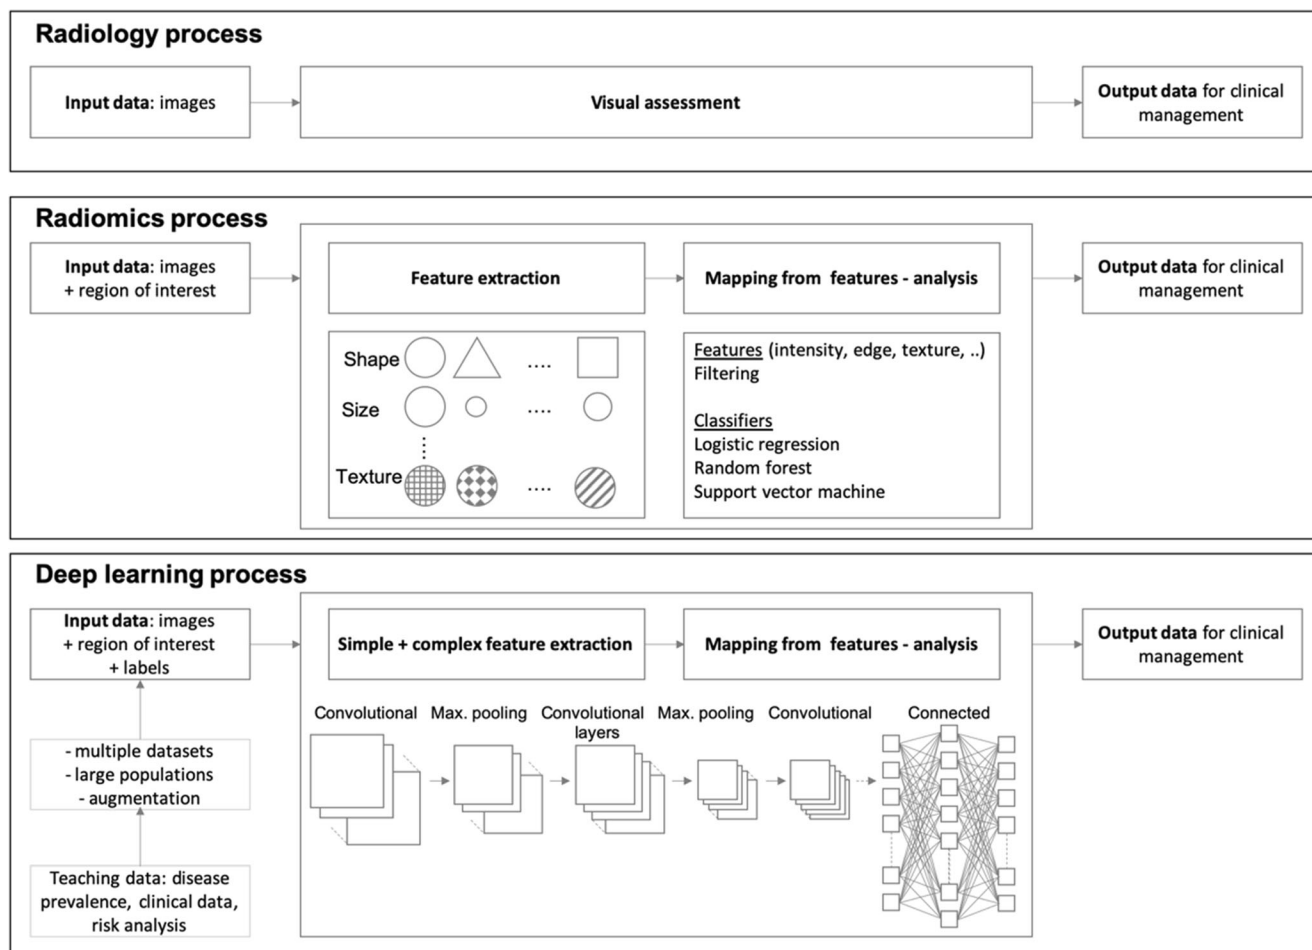 Radiology process
Input data: images
Visual assessment
Output data for clinical
management
Radiomics process
Input data: images
+ region of interest
Feature extraction
Mapping from  features - analysis
Output data for clinical
management
Shape
....
Size
....
Texture
....
Features (intensity, edge, texture, ..)
Filtering
Classifiers
Logistic regression
Random forest
Support vector machine
Deep learning process
Input data: images
+ region of interest
+ labels
- multiple datasets
- large populations
- augmentation
Teaching data: disease
prevalence, clinical data,
risk analysis
Simple + complex feature extraction
Mapping from  features - analysis
Output data for clinical
management
Convolutional
Max. pooling
Convolutional
layers
Max. pooling
Convolutional
Connected